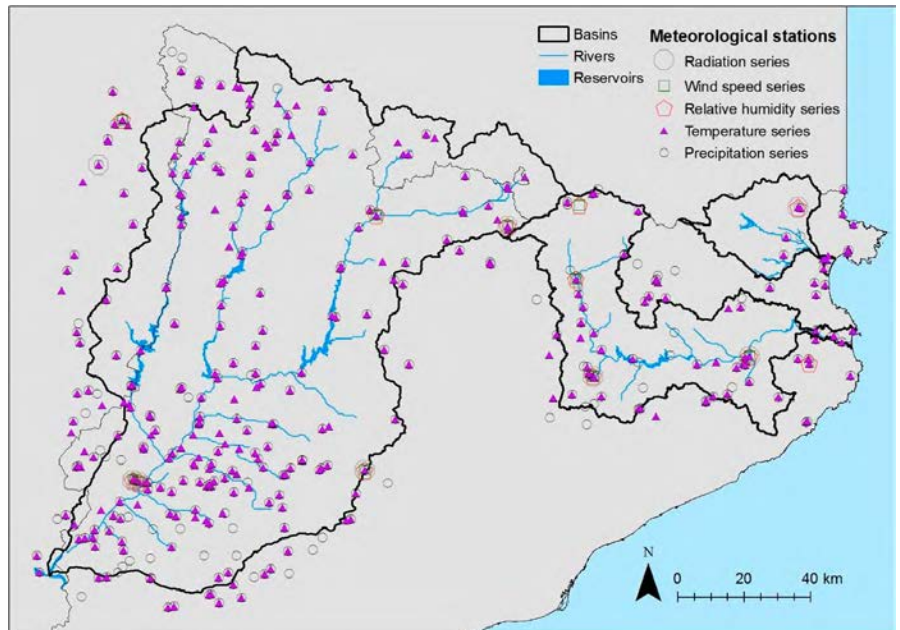 Basins
Rivers
Reservoirs
Meteorological stations
Radiation series
Wind speed series
Relative humidity series
Temperature series
Precipitation series
N
0 20 40 km